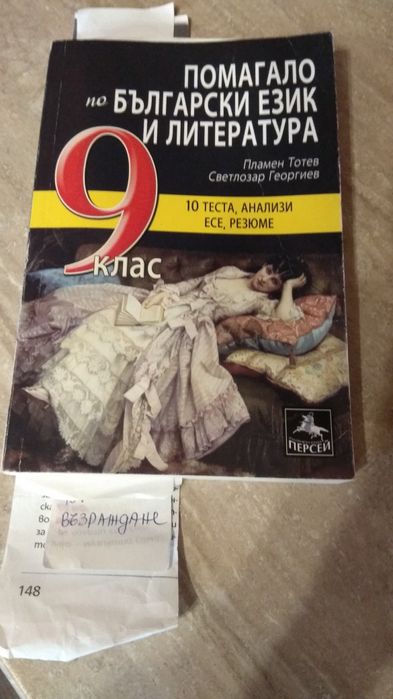 ПОМАГАЛО
по БЪЛГАРСКИ ЕЗИК
И ЛИТЕРАТУРА
Пламен Тотев
Светлозар Георгиев
9
клас
10 ТЕСТА, АНАЛИЗИ
ЕСЕ, РЕЗЮМЕ
ПЕРСЕЙ
ВЪЗРАЖДАНЕ
148